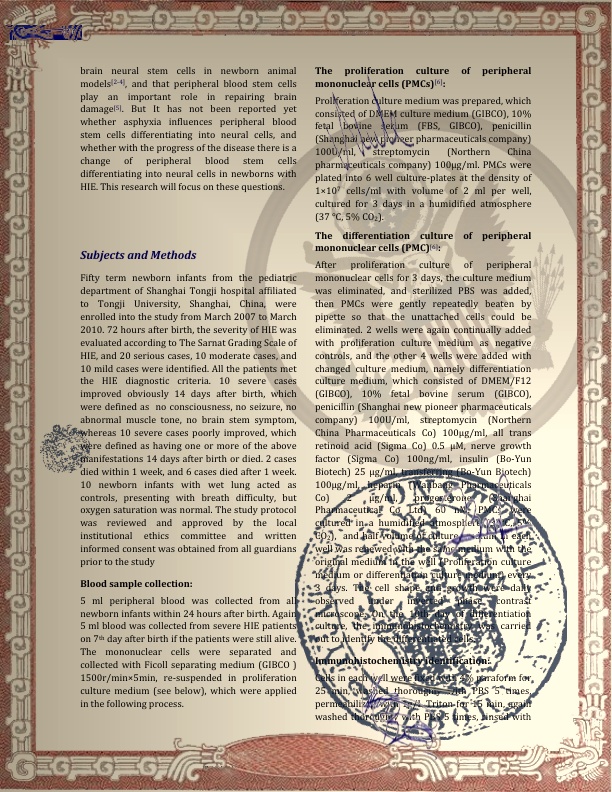 brain neural stem cells in newborn animal
models[2-4], and that peripheral blood stem cells
play an important role in repairing brain
damage[5]. But It has not been reported yet
whether asphyxia influences peripheral blood
stem cells differentiating into neural cells, and
whether with the progress of the disease there is a
change of peripheral blood stem cells
differentiating into neural cells in newborns with
HIE. This research will focus on these questions.
Subjects and Methods
Fifty term newborn infants from the pediatric
department of Shanghai Tongji hospital affiliated
to Tongji University, Shanghai, China, were
enrolled into the study from March 2007 to March
2010. 72 hours after birth, the severity of HIE was
evaluated according to The Sarnat Grading Scale of
HIE, and 20 serious cases, 10 moderate cases, and
10 mild cases were identified. All the patients met
the HIE diagnostic criteria. 10 severe cases
improved obviously 14 days after birth, which
were defined as no consciousness, no seizure, no
abnormal muscle tone, no brain stem symptom,
whereas 10 severe cases poorly improved, which
were defined as having one or more of the above
manifestations 14 days after birth or died. 2 cases
died within 1 week, and 6 cases died after 1 week.
10 newborn infants with wet lung acted as
controls, presenting with breath difficulty, but
oxygen saturation was normal. The study protocol
was reviewed and approved by the local
institutional ethics committee and written
informed consent was obtained from all guardians
prior to the study
Blood sample collection:
5 ml peripheral blood was collected from all
newborn infants within 24 hours after birth. Again
5 ml blood was collected from severe HIE patients
on 7th day after birth if the patients were still alive.
The mononuclear cells were separated and
collected with Ficoll separating medium (GIBCO )
1500r/min×5min, re-suspended in proliferation
culture medium (see below), which were applied
in the following process.
The proliferation culture of peripheral
mononuclear cells (PMCs)[6]:
Proliferation culture medium was prepared, which
consisted of DMEM culture medium (GIBCO), 10%
fetal bovine serum (FBS, GIBCO), penicillin
(Shanghai new pioneer pharmaceuticals company)
100U/ml, streptomycin (Northern China
pharmaceuticals company) 100μg/ml. PMCs were
plated into 6 well culture-plates at the density of
1×10⁷ cells/ml with volume of 2 ml per well,
cultured for 3 days in a humidified atmosphere
(37 °C, 5% CO₂).
The differentiation culture of peripheral
mononuclear cells (PMC)[6]:
After proliferation culture of peripheral
mononuclear cells for 3 days, the culture medium
was eliminated, and sterilized PBS was added,
then PMCs were gently repeatedly beaten by
pipette so that the unattached cells could be
eliminated. 2 wells were again continually added
with proliferation culture medium as negative
controls, and the other 4 wells were added with
changed culture medium, namely differentiation
culture medium, which consisted of DMEM/F12
(GIBCO), 10% fetal bovine serum (GIBCO),
penicillin (Shanghai new pioneer pharmaceuticals
company) 100U/ml, streptomycin (Northern
China Pharmaceuticals Co) 100μg/ml, all trans
retinoid acid (Sigma Co) 0.5 μM, nerve growth
factor (Sigma Co) 100ng/ml, insulin (Bo-Yun
Biotech) 25 μg/ml, transferring (Bo-Yun Biotech)
100μg/ml, heparin Pharmaceuticals
Co) 2 μg/ml, progesterone (Shanghai
Pharmaceutical Co Ltd) 60 nM. PMCs were
cultured in a humidified atmosphere (37°C, 5%
CO₂), and half volume of culture medium in each
well was renewed with the same medium with the
original medium in the well (Proliferation culture
medium or differentiation culture medium) every
3 days. The cell shape and growth were daily
observed under inverted phase contrast
microscope. On the 10th day of differentiation
culture, the immunohistochemistry was carried
out to identify the differentiated cells.
Immunohistochemistry identification:
Cells in each well were fixed with 4% paraform for
25 min, washed thoroughly with PBS 5 times,
permeabilized with Triton for 15 min, again
washed thoroughly with PBS 5 times, rinsed with